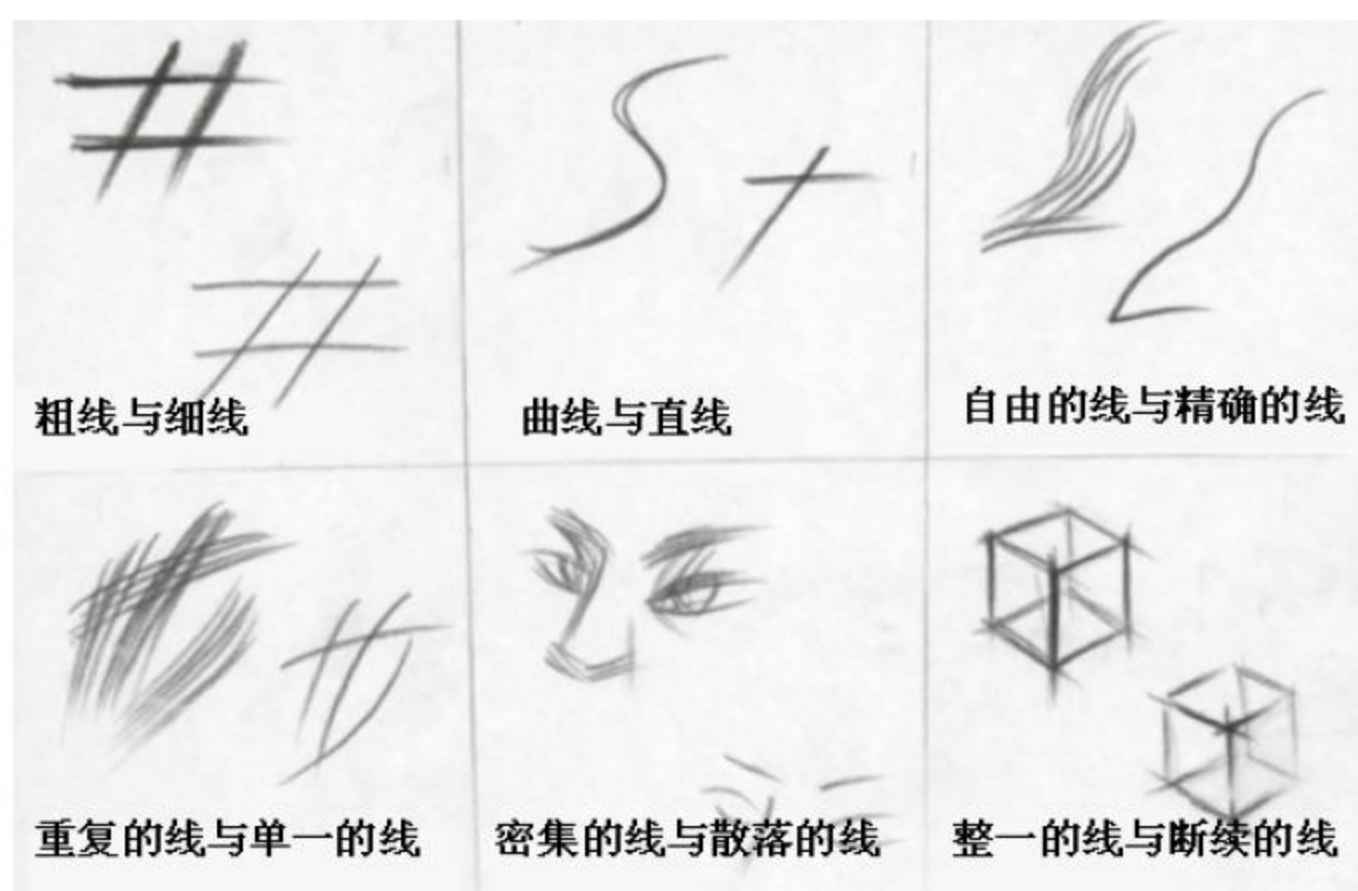 粗线与细线
曲线与直线
自由的线与精确的线
重复的线与单一的线
密集的线与散落的线
整一的线与断续的线